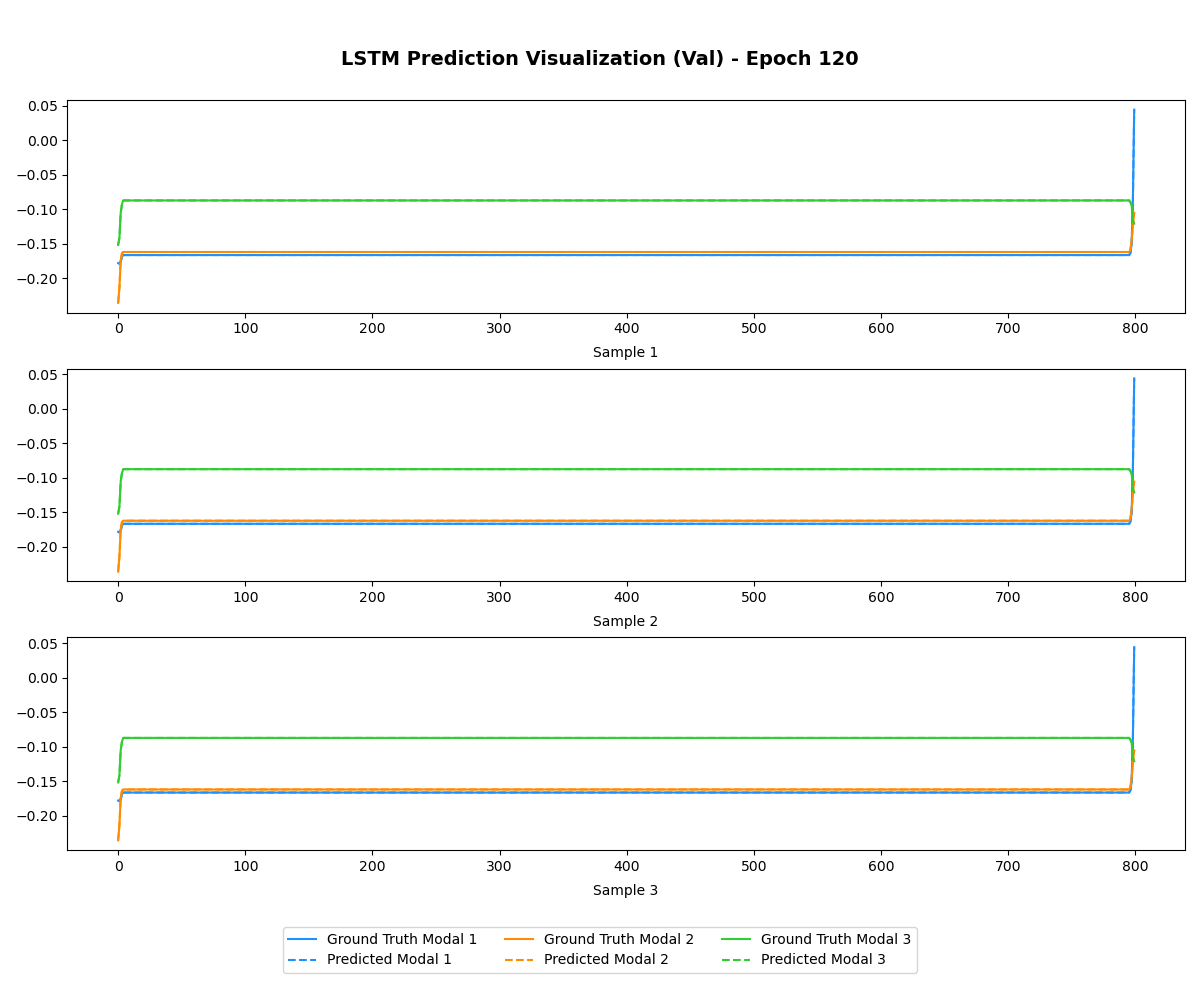 LSTM Prediction Visualization (Val) - Epoch 120
0.05
0.00
−0.05
−0.10
−0.15
−0.20
0 100 200 300 400 500 600 700 800
Sample 1
0.05
0.00
−0.05
−0.10
−0.15
−0.20
0 100 200 300 400 500 600 700 800
Sample 2
0.05
0.00
−0.05
−0.10
−0.15
−0.20
0 100 200 300 400 500 600 700 800
Sample 3
Ground Truth Modal 1 Ground Truth Modal 2 Ground Truth Modal 3
Predicted Modal 1 Predicted Modal 2 Predicted Modal 3